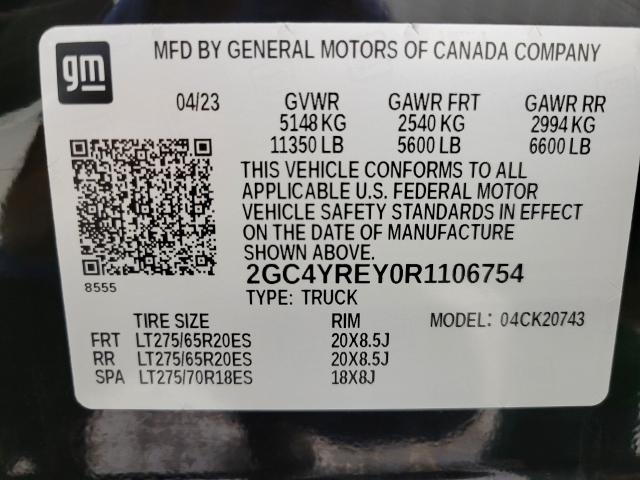 gm
MFD BY GENERAL MOTORS OF CANADA COMPANY
04/23 GVWR GAWR FRT GAWR RR
5148 KG 2540 KG 2994 KG
11350 LB 5600 LB 6600 LB
THIS VEHICLE CONFORMS TO ALL
APPLICABLE U.S. FEDERAL MOTOR
VEHICLE SAFETY STANDARDS IN EFFECT
ON THE DATE OF MANUFACTURE
SHOWN ABOVE.
8555
2GC4YREY0R1106754
TYPE: TRUCK
TIRE SIZE RIM MODEL: 04CK20743
FRT LT275/65R20ES 20X8.5J
RR LT275/65R20ES 20X8.5J
SPA LT275/70R18ES 18X8J